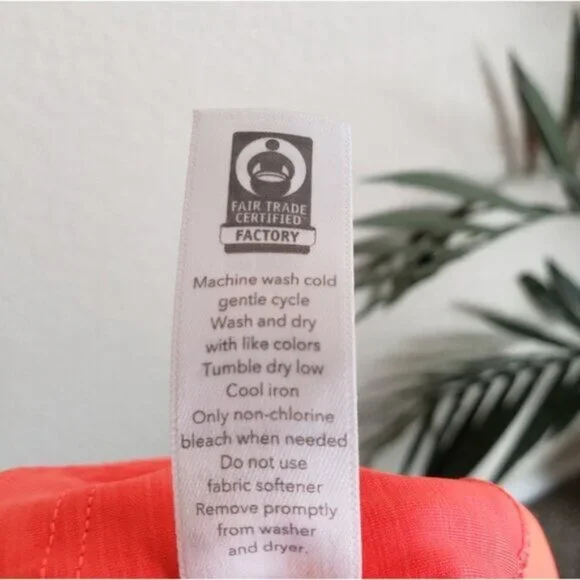 FAIR TRADE
CERTIFIED
FACTORY
Machine wash cold
gentle cycle
Wash and dry
with like colors
Tumble dry low
Cool iron
Only non-chlorine
bleach when needed
Do not use
fabric softener
Remove promptly
from washer
and dryer.